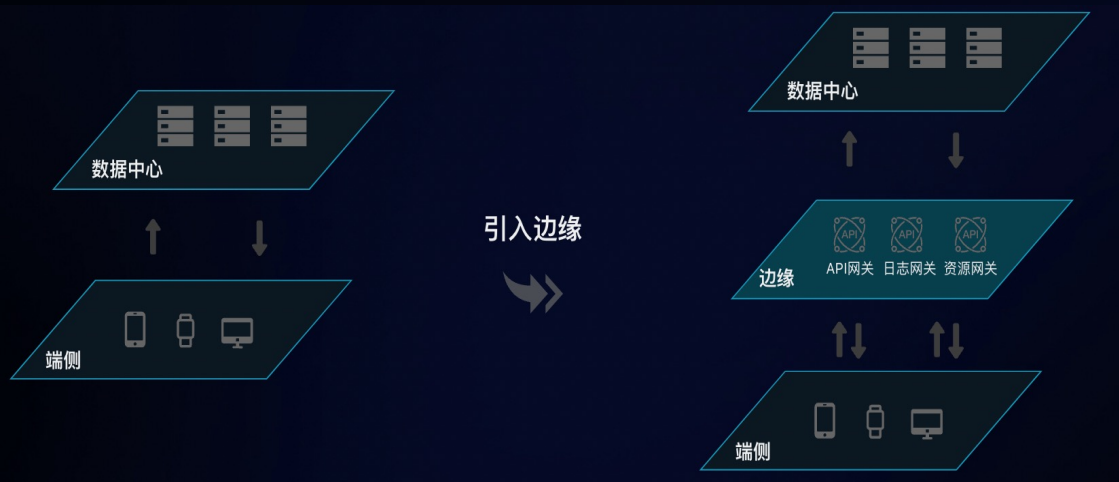 数据中心
端侧
引入边缘
数据中心
API API API
API网关 日志网关 资源网关
边缘
端侧